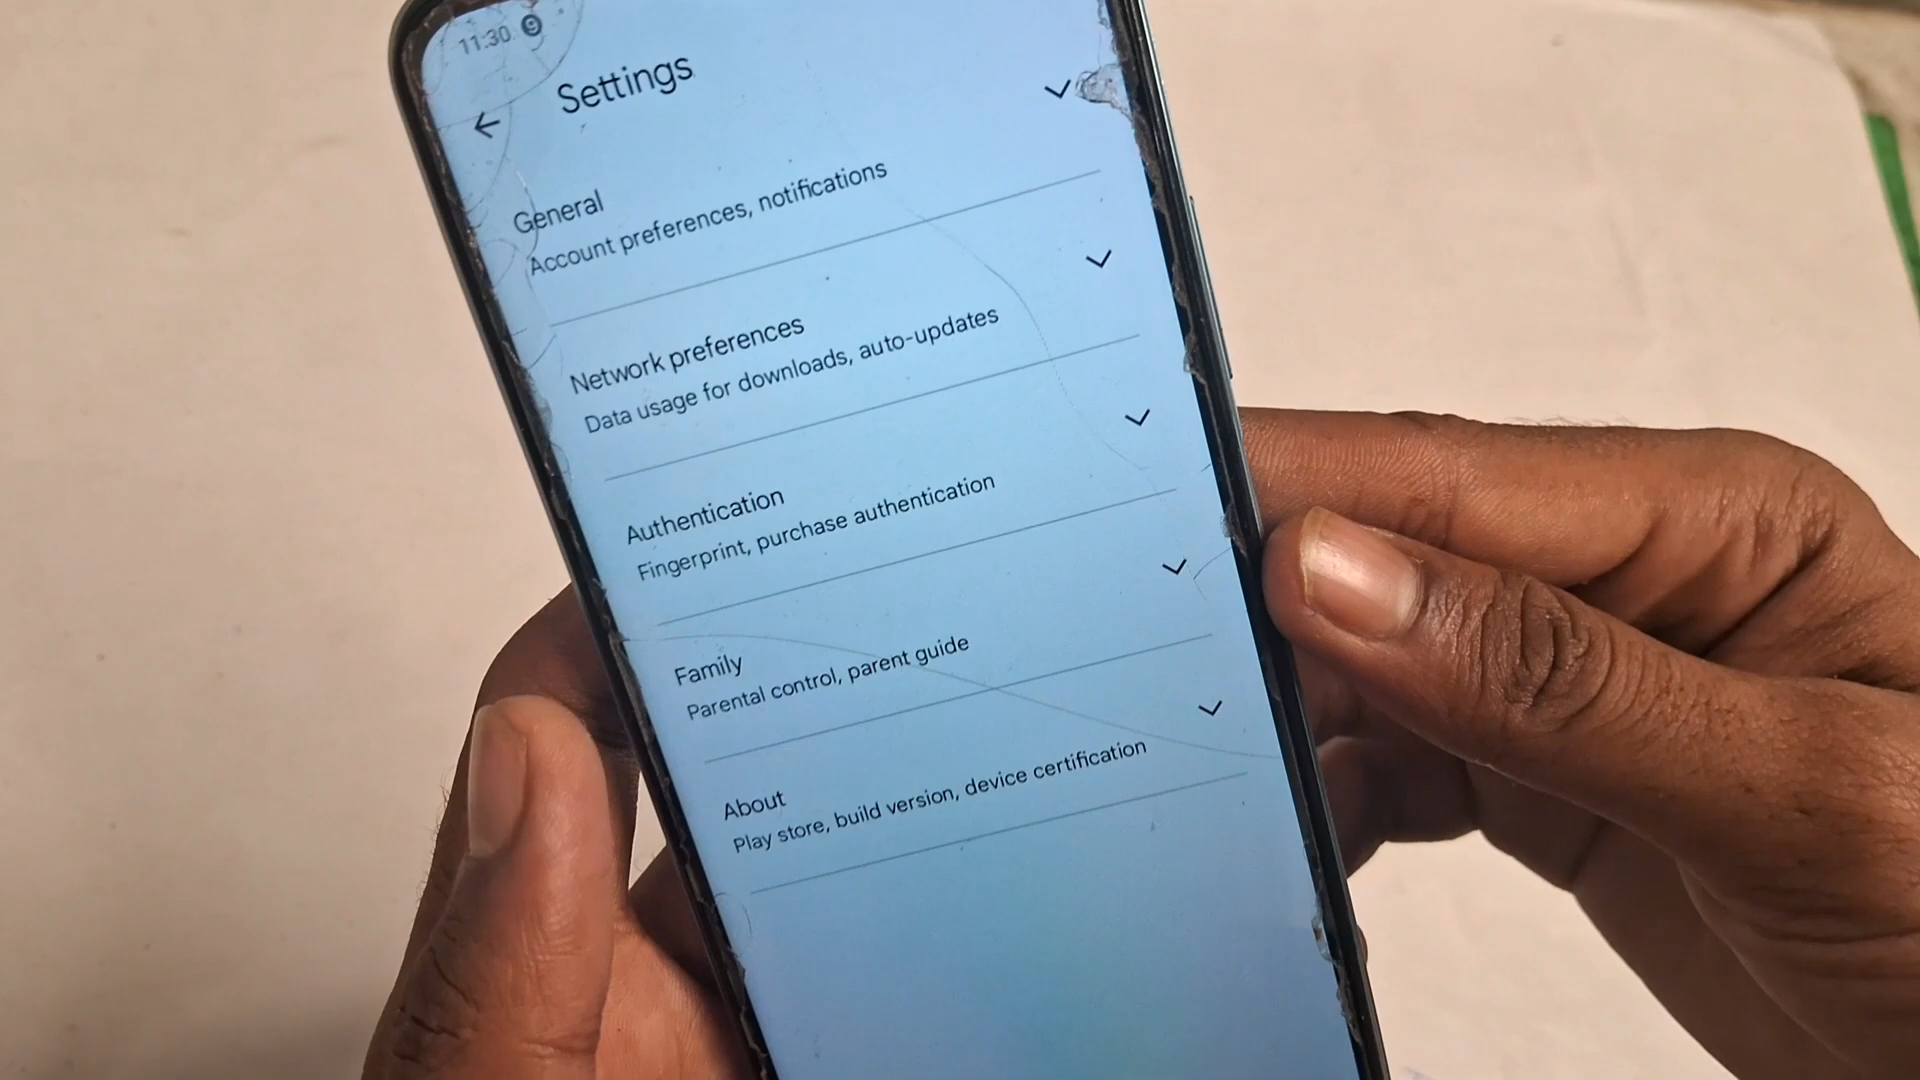 11:30
Settings
General
Account preferences, notifications
Network preferences
Data usage for downloads, auto-updates
Authentication
Fingerprint, purchase authentication
Family
Parental control, parent guide
About
Play store, build version, device certification